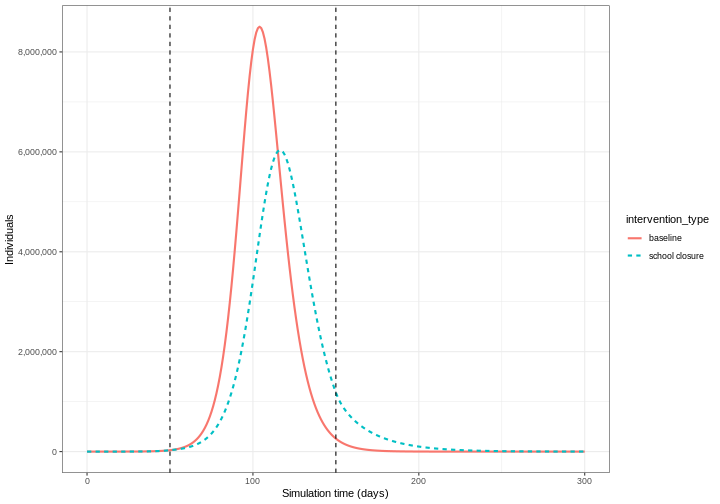 8,000,000
6,000,000
4,000,000
2,000,000
0
Individuals
0
100
200
300
Simulation time (days)
intervention_type
baseline
school closure